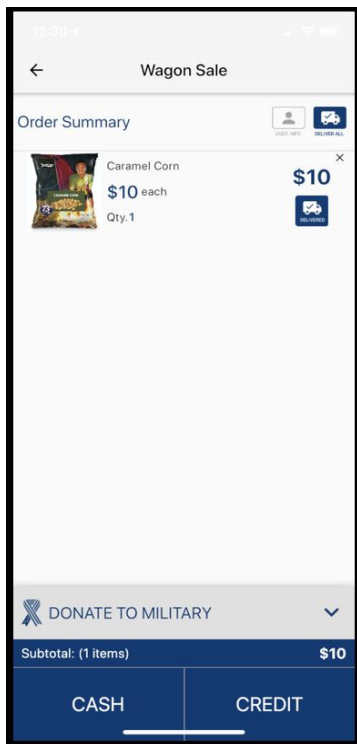 Wagon Sale
Order Summary
CUST. INFO
DELIVER ALL
Caramel Corn
$10 each
Qty. 1
$10
DELIVERED
DONATE TO MILITARY
Subtotal: (1 items) $10
CASH
CREDIT